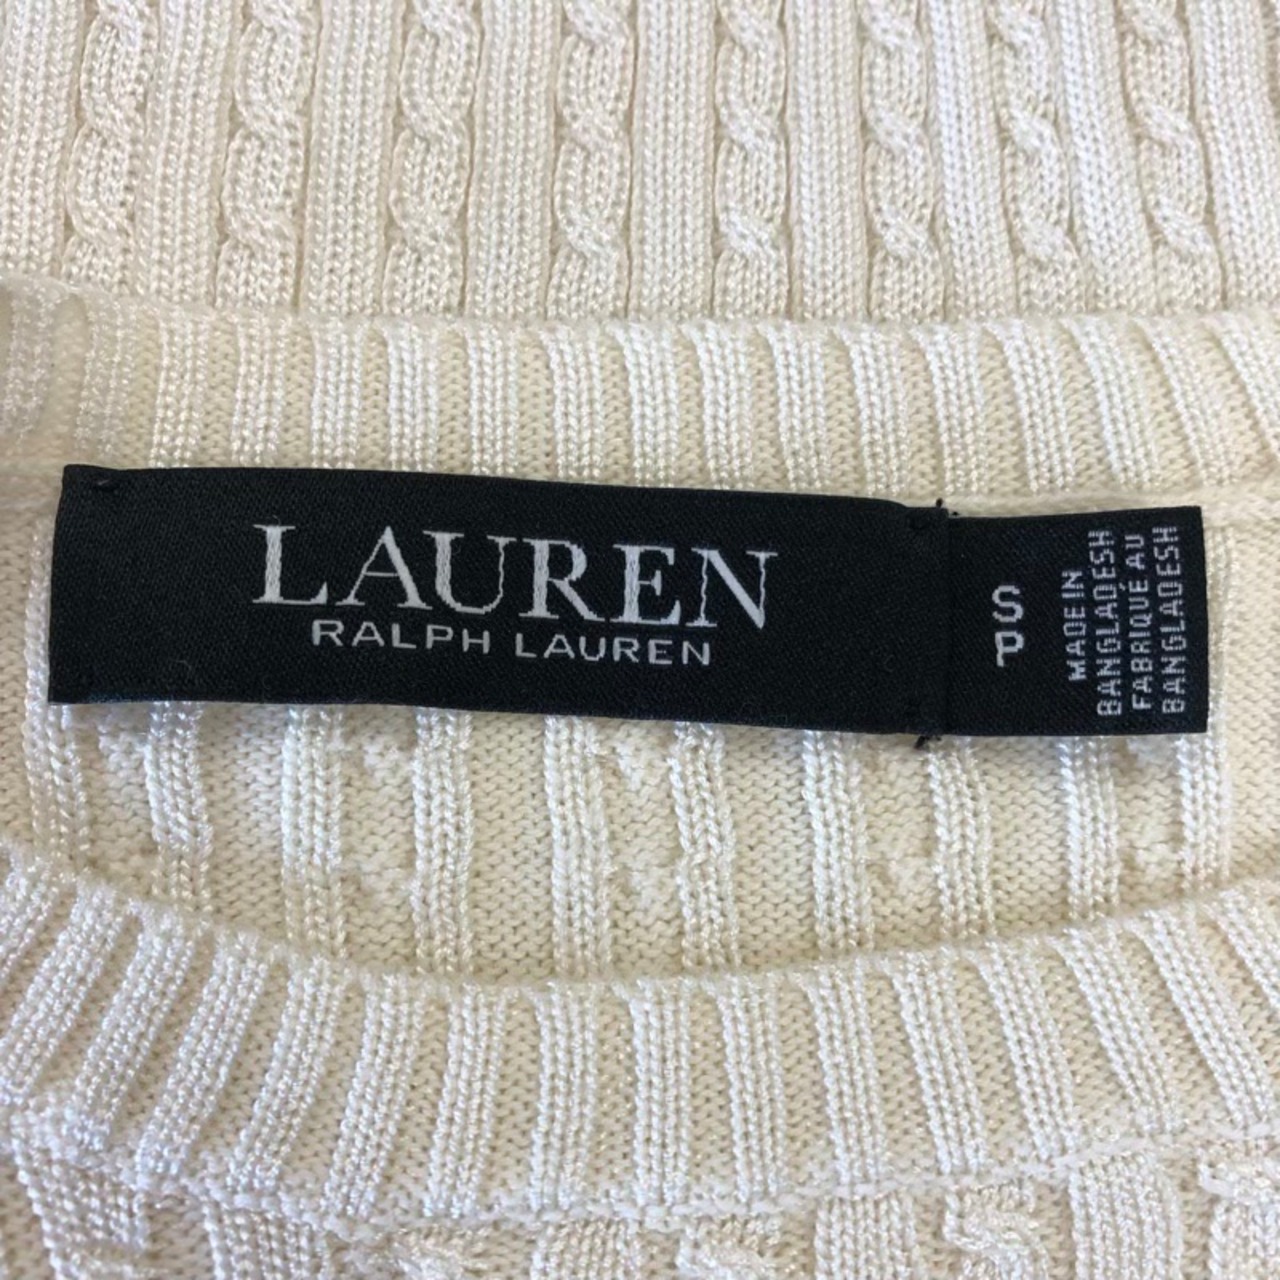 LAUREN
RALPH LAUREN
S
P
MADE IN
BANGLADESH
FABRIQUÉ AU
BANGLADESH